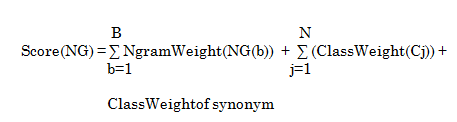 B N
Score(NG) = Σ NgramWeight(NG(b)) + Σ (ClassWeight(Cj)) +
b=1 j=1
ClassWeightof synonym